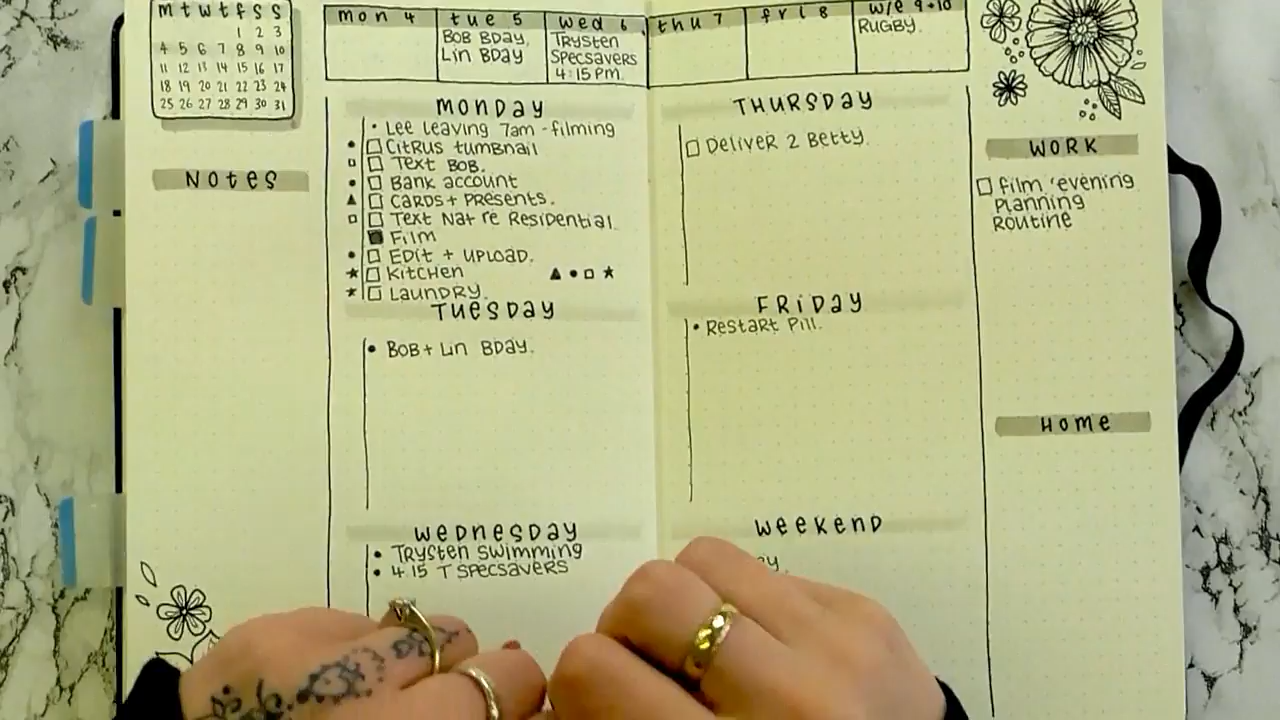 m t w t f s s
1 2 3
4 5 6 7 8 9 10
11 12 13 14 15 16 17
18 19 20 21 22 23 24
25 26 27 28 29 30 31
Notes
mon 4
tue 5
BOB BDAY.
Lin BDAY
wed 6
TRYSTEN
SPECSAVERS
4:15 PM.
thu 7
fri 8
w/e 9+10
RUGBY.
MONDAY
• Lee Leaving 7am - filming
CITRUS tumbnail
TEXT BOB.
Bank account
CARDS + PRESENTS.
TEXT Nat re Residential
Film
EDIT + UPLOAD.
KITCHEN
LAUNDRY.
TUESDAY
• BOB + Lin BDAY.
WEDNESDAY
• TRYSTEN SWIMMING
• 4.15 T SPECSAVERS
THURSDAY
Deliver 2 Betty.
FRIDAY
• Restart Pill.
WEEKEND
WORK
Film 'evening
Planning
Routine
Home